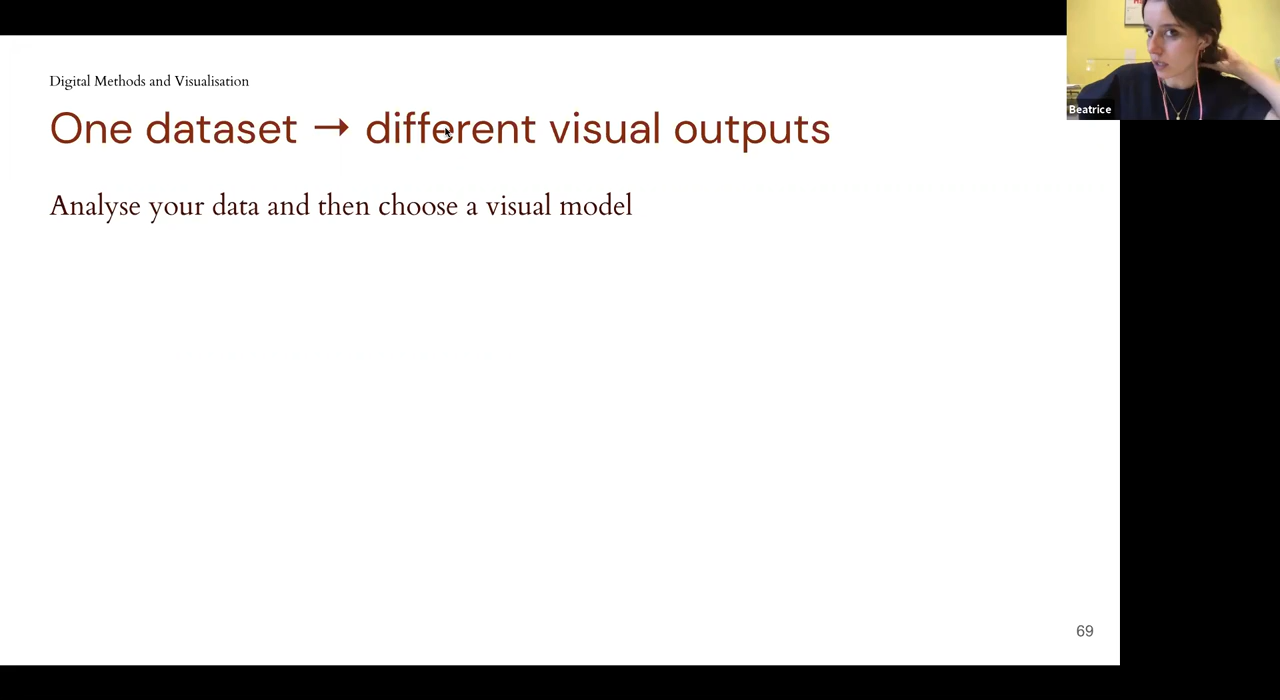 Digital Methods and Visualisation
One dataset → different visual outputs
Analyse your data and then choose a visual model
Beatrice
69